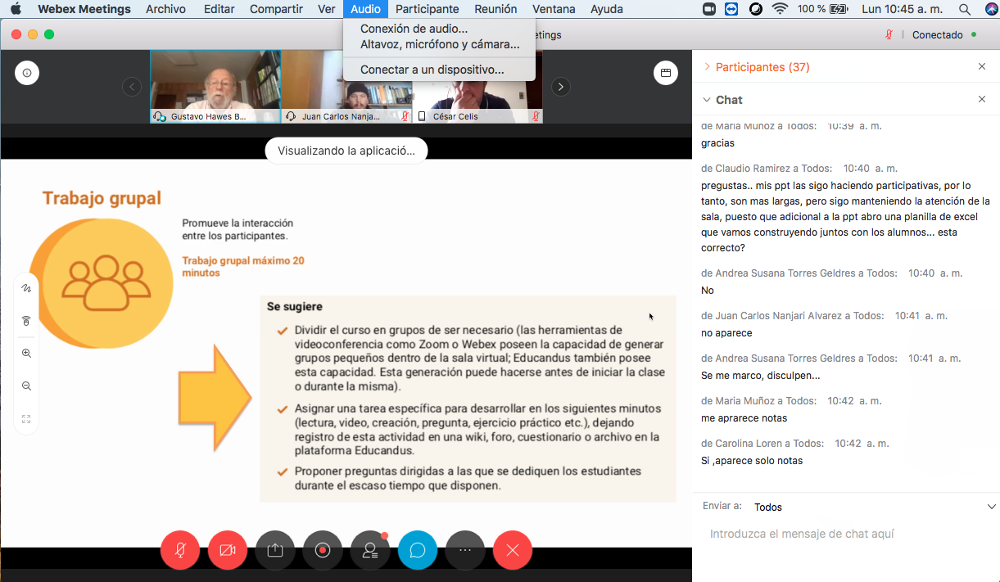 Webex Meetings Archivo Editar Compartir Ver Audio Participante Reunión Ventana Ayuda 100 % Lun 10:45 a. m.
Conexión de audio...
Altavoz, micrófono y cámara...
Conectar a un dispositivo...
etings
Conectado
Gustavo Hawes B...
Juan Carlos Nanja...
César Celis
Visualizando la aplicació...
Trabajo grupal
Promueve la interacción
entre los participantes.
Trabajo grupal máximo 20
minutos
Se sugiere
Dividir el curso en grupos de ser necesario (las herramientas de
videoconferencia como Zoom o Webex poseen la capacidad de generar
grupos pequeños dentro de la sala virtual; Educandus también posee
esta capacidad. Esta generación puede hacerse antes de iniciar la clase
o durante la misma).
Asignar una tarea específica para desarrollar en los siguientes minutos
(lectura, video, creación, pregunta, ejercicio práctico etc.), dejando
registro de esta actividad en una wiki, foro, cuestionario o archivo en la
plataforma Educandus.
Proponer preguntas dirigidas a las que se dediquen los estudiantes
durante el escaso tiempo que disponen.
Participantes (37)
Chat
de Maria Muñoz a Todos: 10:39 a. m.
gracias
de Claudio Ramirez a Todos: 10:40 a. m.
pregustas.. mis ppt las sigo haciendo participativas, por lo
tanto, son mas largas, pero sigo manteniendo la atención de la
sala, puesto que adicional a la ppt abro una planilla de excel
que vamos construyendo juntos con los alumnos... esta
correcto?
de Andrea Susana Torres Geldres a Todos: 10:40 a. m.
No
de Juan Carlos Nanjari Alvarez a Todos: 10:41 a. m.
no aparece
de Andrea Susana Torres Geldres a Todos: 10:41 a. m.
Se me marco, disculpen...
de Maria Muñoz a Todos: 10:42 a. m.
me aprarece notas
de Carolina Loren a Todos: 10:42 a. m.
Si ,aparece solo notas
Enviar a: Todos
Introduzca el mensaje de chat aquí